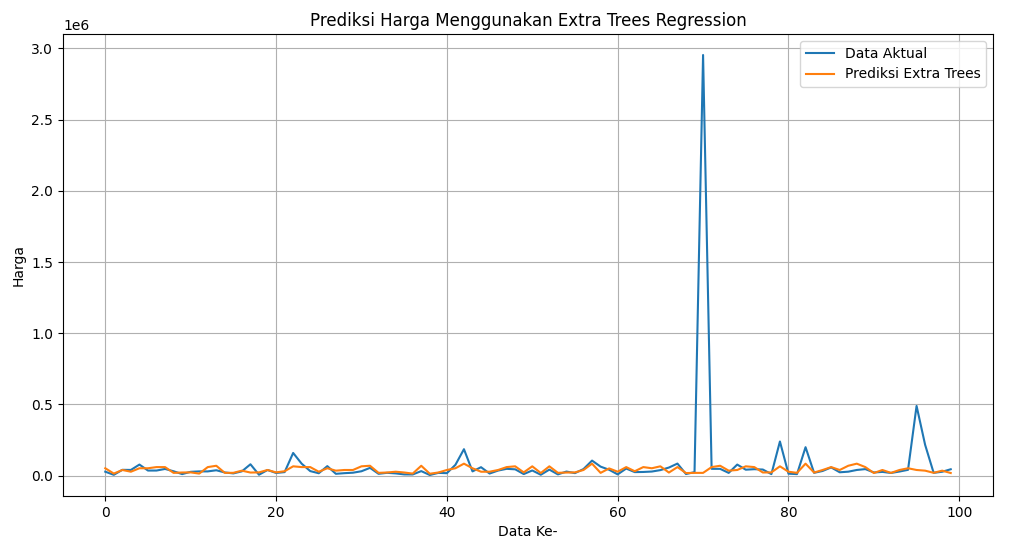 Prediksi Harga Menggunakan Extra Trees Regression
1e6
3.0
2.5
2.0
1.5
1.0
0.5
0.0
Harga
Data Aktual
Prediksi Extra Trees
0 20 40 60 80 100
Data Ke-